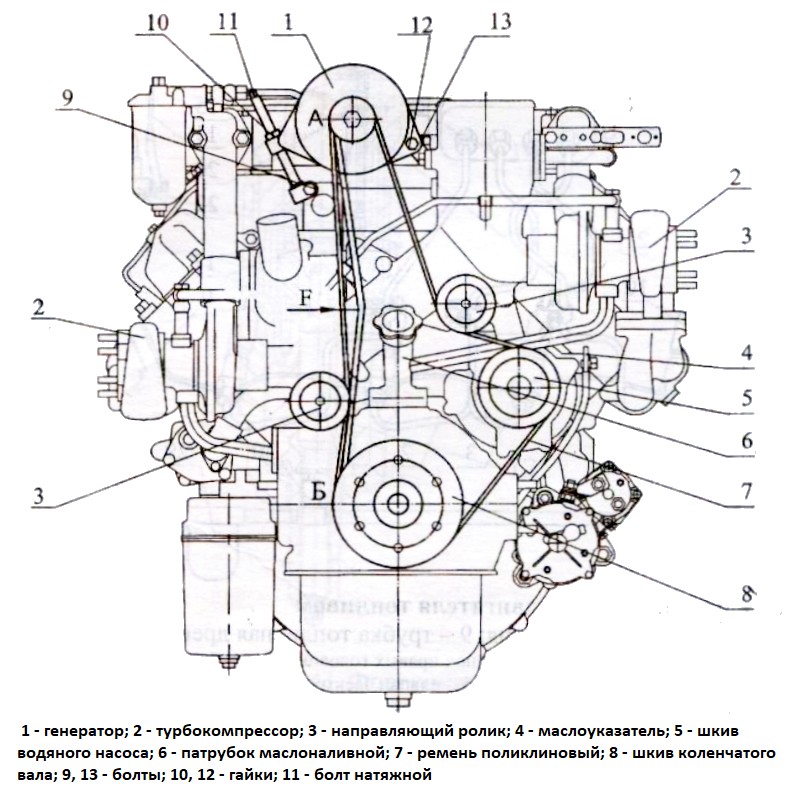 10 11 1 12 13
9
А
2
3
F
2
4
5
6
Б
3
7
8
1 - генератор; 2 - турбокомпрессор; 3 - направляющий ролик; 4 - маслоуказатель; 5 - шкив
водяного насоса; 6 - патрубок маслоналивной; 7 - ремень поликлиновый; 8 - шкив коленчатого
вала; 9, 13 - болты; 10, 12 - гайки; 11 - болт натяжной